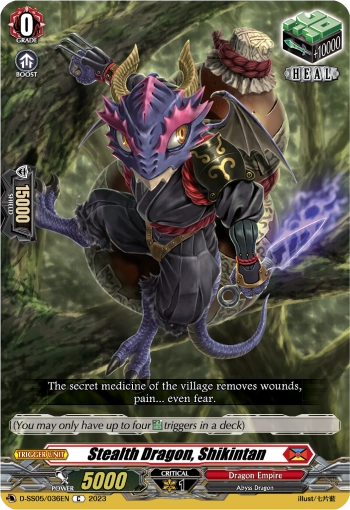 0
GRADE
BOOST
+10000
HEAL
15000
SHIELD
The secret medicine of the village removes wounds,
pain... even fear.
(You may only have up to four triggers in a deck)
TRIGGER UNIT
Stealth Dragon, Shikintan
POWER 5000
CRITICAL
1
Dragon Empire
Abyss Dragon
D-SS05/036EN C 2023
illust/七片藍